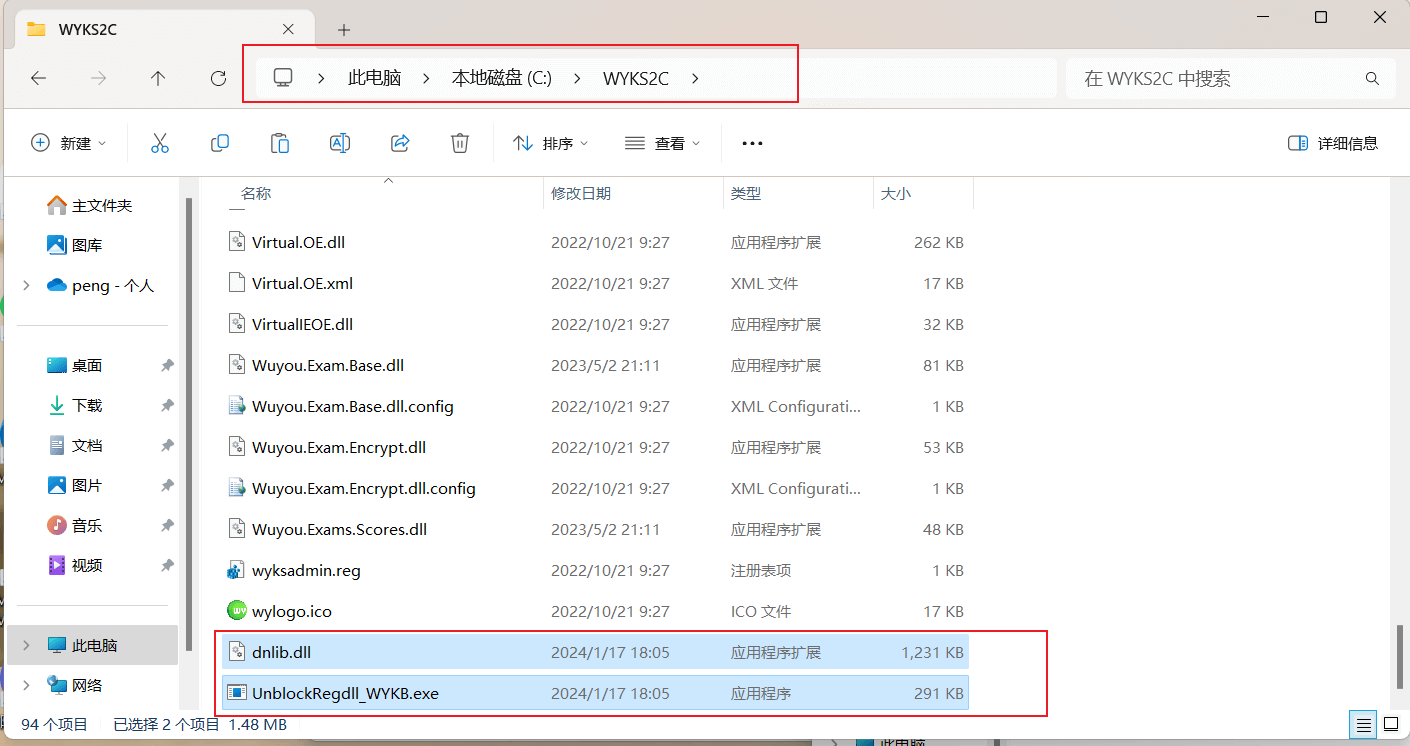 WYKS2C
此电脑 本地磁盘 (C:) WYKS2C
在 WYKS2C 中搜索
新建 排序 查看 详细信息
名称 修改日期 类型 大小
主文件夹
图库
peng - 个人
桌面
下载
文档
图片
音乐
视频
此电脑
网络
Virtual.OE.dll 2022/10/21 9:27 应用程序扩展 262 KB
Virtual.OE.xml 2022/10/21 9:27 XML 文件 17 KB
VirtualIEOE.dll 2022/10/21 9:27 应用程序扩展 32 KB
Wuyou.Exam.Base.dll 2023/5/2 21:11 应用程序扩展 81 KB
Wuyou.Exam.Base.dll.config 2022/10/21 9:27 XML Configurati... 1 KB
Wuyou.Exam.Encrypt.dll 2022/10/21 9:27 应用程序扩展 53 KB
Wuyou.Exam.Encrypt.dll.config 2022/10/21 9:27 XML Configurati... 1 KB
Wuyou.Exams.Scores.dll 2023/5/2 21:11 应用程序扩展 48 KB
wyksadmin.reg 2022/10/21 9:27 注册表项 1 KB
wylogo.ico 2022/10/21 9:27 ICO 文件 17 KB
dnlib.dll 2024/1/17 18:05 应用程序扩展 1,231 KB
UnblockRegdll_WYKB.exe 2024/1/17 18:05 应用程序 291 KB
94 个项目 已选择 2 个项目 1.48 MB
此电脑